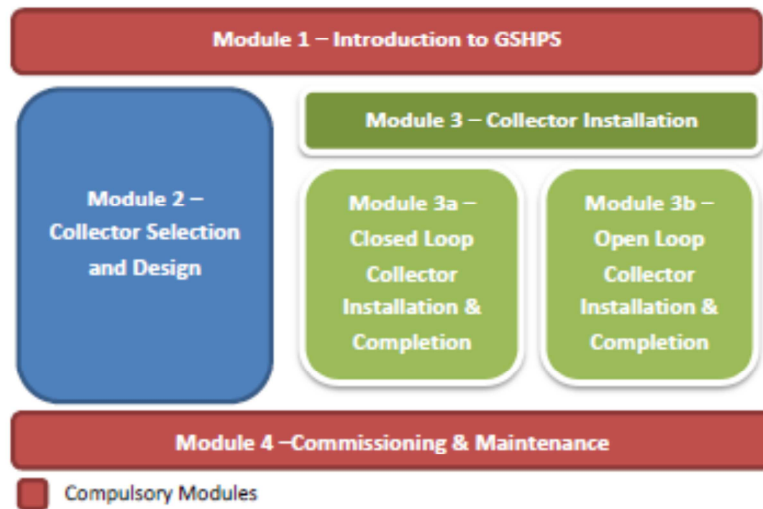 Module 1 – Introduction to GSHPS
Module 2 –
Collector Selection
and Design
Module 3 – Collector Installation
Module 3a –
Closed Loop
Collector
Installation &
Completion
Module 3b –
Open Loop
Collector
Installation &
Completion
Module 4 –Commissioning & Maintenance
Compulsory Modules